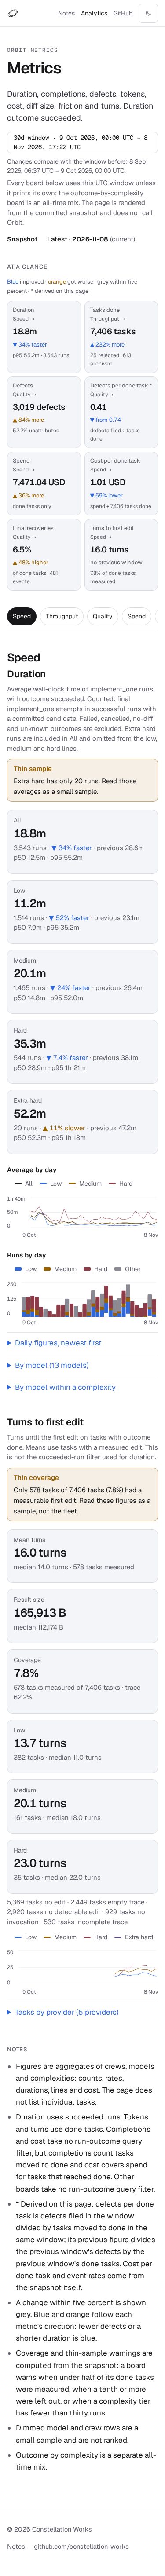 Notes Analytics GitHub
ORBIT METRICS
Metrics
Duration, completions, defects, tokens,
cost, diff size, friction and turns. Duration
outcome succeeded.
30d window · 9 Oct 2026, 00:00 UTC – 8
Nov 2026, 17:22 UTC
Changes compare with the window before: 8 Sep
2026, 06:37 UTC – 9 Oct 2026, 00:00 UTC.
Every board below uses this UTC window unless
it prints its own; the outcome-by-complexity
board is all-time. The page is named for the
command whose snapshot feeds it and spans more than one crew,
Snapshot Latest · 2026-11-08 (current)
AT A GLANCE
Blue improved · orange got worse · grey within five
percent · * derived on this page
Duration
Speed →
18.8m
▼ 34% faster
p95 55.2m · 3,543 runs
Tasks done
Throughput →
7,406 tasks
▲ 232% more
25 rejected · 813
archived
Defects
Quality →
3,019 defects
▲ 84% more
52.2% unattributed
Defects per done task *
Quality →
0.41
▼ from 0.74
defects filed ÷ tasks
done
Spend
Spend →
7,471.04 USD
▲ 36% more
done tasks only
Cost per done task
Spend →
1.01 USD
▼ 59% lower
spend ÷ 7,406 tasks done
Final recoveries
Quality →
6.5%
▲ 48% higher
of done tasks · 481
events
Turns to first edit
Speed →
16.0 turns
no previous window
7.8% of done tasks
measured
Speed Throughput Quality Spend
Speed
Duration
Average wall-clock time of implement_one runs
with outcome succeeded. Counted: final
implement_one attempts in successful runs with
a complexity. Failed, cancelled, no-diff
and unknown outcomes are excluded. Extra hard
runs are included in All and omitted from the low,
medium and hard lines.
Thin sample
Extra hard has only 20 runs. Read those
averages as a small sample.
All
18.8m
3,543 runs · ▼ 34% faster · previous 28.6m
p50 12.5m · p95 55.2m
Low
11.2m
1,514 runs · ▼ 52% faster · previous 23.1m
p50 7.9m · p95 35.2m
Medium
20.1m
1,465 runs · ▼ 24% faster · previous 26.4m
p50 14.8m · p95 52.0m
Hard
35.3m
544 runs · ▼ 7.4% faster · previous 38.1m
p50 28.9m · p95 1h 21m
Extra hard
52.2m
20 runs · ▲ 11% slower · previous 47.2m
p50 52.3m · p95 1h 18m
Average by day
All Low Medium Hard
1h 40m
50m
0
9 Oct 8 Nov
Runs by day
Low Medium Hard Other
250
125
0
9 Oct 8 Nov
▶ Daily figures, newest first
▶ By model (13 models)
▶ By model within a complexity
Turns to first edit
Turns until the first edit on tasks with outcome
done. Means use tasks with a measured edit. This
is not the succeeded-run filter used for duration.
Thin coverage
Only 578 tasks of 7,406 tasks (7.8%) had a
measurable first edit. Read these figures as a
sample, not the fleet.
Mean turns
16.0 turns
median 14.0 turns · 578 tasks measured
Result size
165,913 B
median 112,174 B
Coverage
7.8%
578 tasks measured of 7,406 tasks · trace
62.2%
Low
13.7 turns
382 tasks · median 11.0 turns
Medium
20.1 turns
161 tasks · median 18.0 turns
Hard
23.0 turns
35 tasks · median 22.0 turns
5,369 tasks no edit · 2,449 tasks empty trace ·
2,920 tasks no detectable edit · 929 tasks no
invocation · 530 tasks incomplete trace
Low Medium Hard Extra hard
50
25
0
9 Oct 8 Nov
▶ Tasks by provider (5 providers)
NOTES
Figures are aggregates of crews, models
and complexities: counts, rates,
durations, lines and cost. The page does
not list individual tasks.
Duration uses succeeded runs. Tokens
and turns use done tasks. Completions
and cost take no run-outcome query
filter, but completions count tasks
moved to done and cost covers spend
for tasks that reached done. Other
boards take no run-outcome query filter.
* Derived on this page: defects per done
task is defects filed in the window
divided by tasks moved to done in the
same window; its previous figure divides
the previous window's defects by the
previous window's done tasks. Cost per
done task and event rates come from
the snapshot itself.
A change within five percent is shown
grey. Blue and orange follow each
metric's direction: fewer defects or a
shorter duration is blue.
Coverage and thin-sample warnings are
computed from the snapshot: a board
warns when under half of its done tasks
were measured, when a tenth or more
were left out, or when a complexity tier
has fewer than thirty runs.
Dimmed model and crew rows are a
small sample and are not ranked.
Outcome by complexity is a separate all-
time mix.
© 2026 Constellation Works
Notes github.com/constellation-works